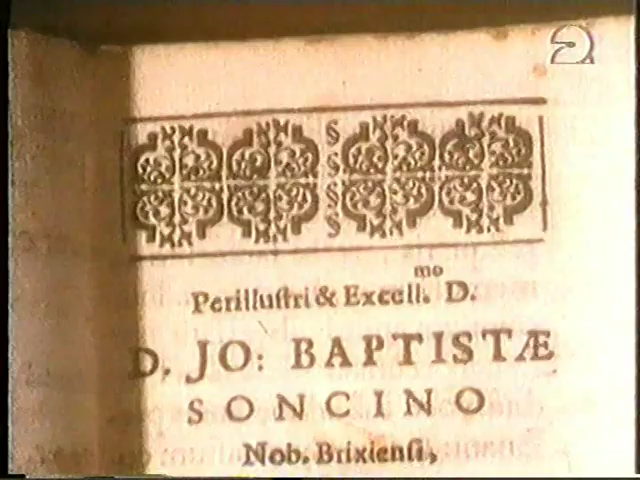 Perilluſtri & Excell.mo D.
D. JO: BAPTISTÆ
SONCINO
Nob. Brixienſi,